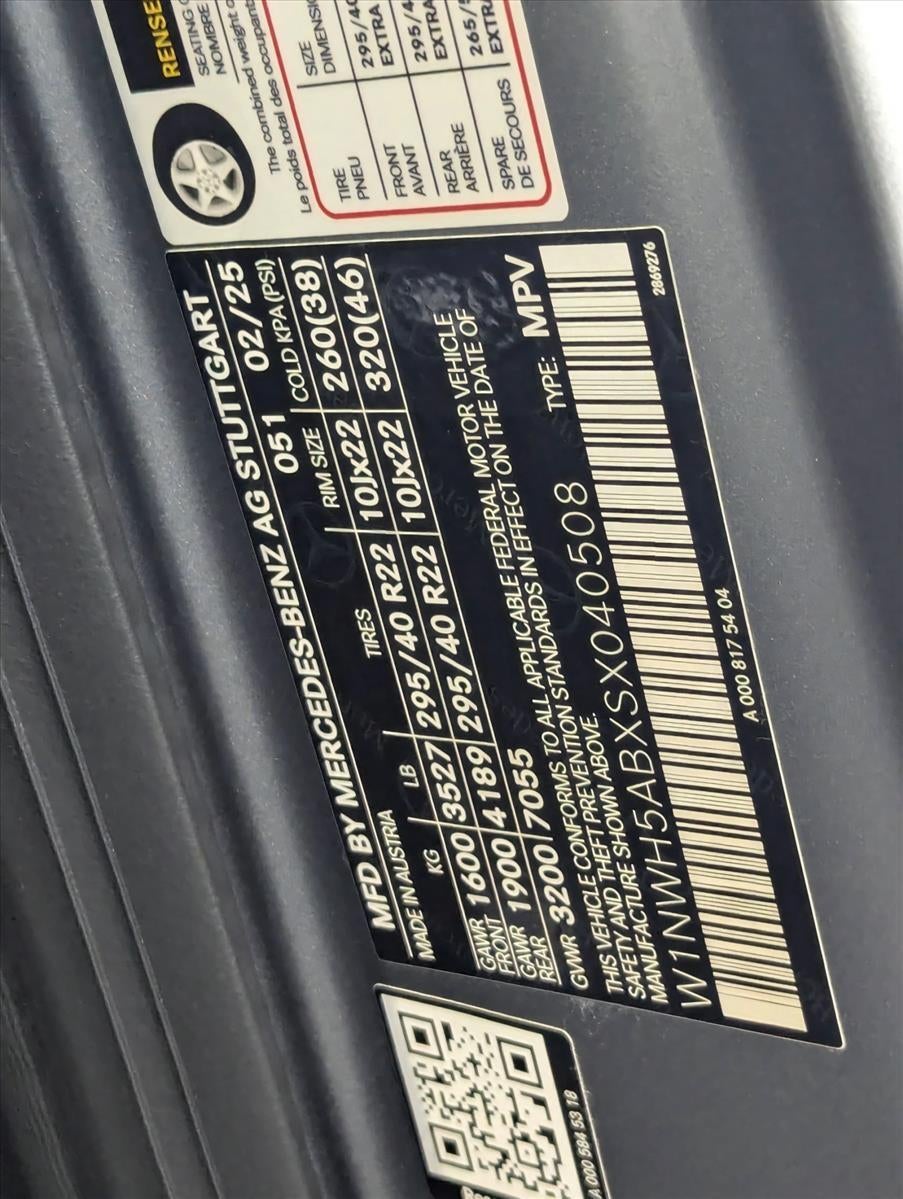 MFD BY MERCEDES-BENZ AG STUTTGART
MADE IN AUSTRIA 051 02/25
KG LB TIRES RIM SIZE COLD KPA (PSI)
GAWR FRONT 1600 3527 295/40 R22 10Jx22 260(38)
GAWR REAR 1900 4189 295/40 R22 10Jx22 320(46)
GVWR 3200 7055
THIS VEHICLE CONFORMS TO ALL APPLICABLE FEDERAL MOTOR VEHICLE
SAFETY AND THEFT PREVENTION STANDARDS IN EFFECT ON THE DATE OF
MANUFACTURE SHOWN ABOVE.
W1NWH5ABXSX040508 TYPE: MPV
A 000 817 54 04
2869276
RENSE
SEATING
NOMBRE
The combined weight
Le poids total des occupant
TIRE SIZE
PNEU DIMENSI
FRONT 295/40
AVANT EXTRA
REAR 295/4
ARRIÈRE EXTRA
SPARE 265/5
DE SECOURS EXTRA
A 000 584 53 18